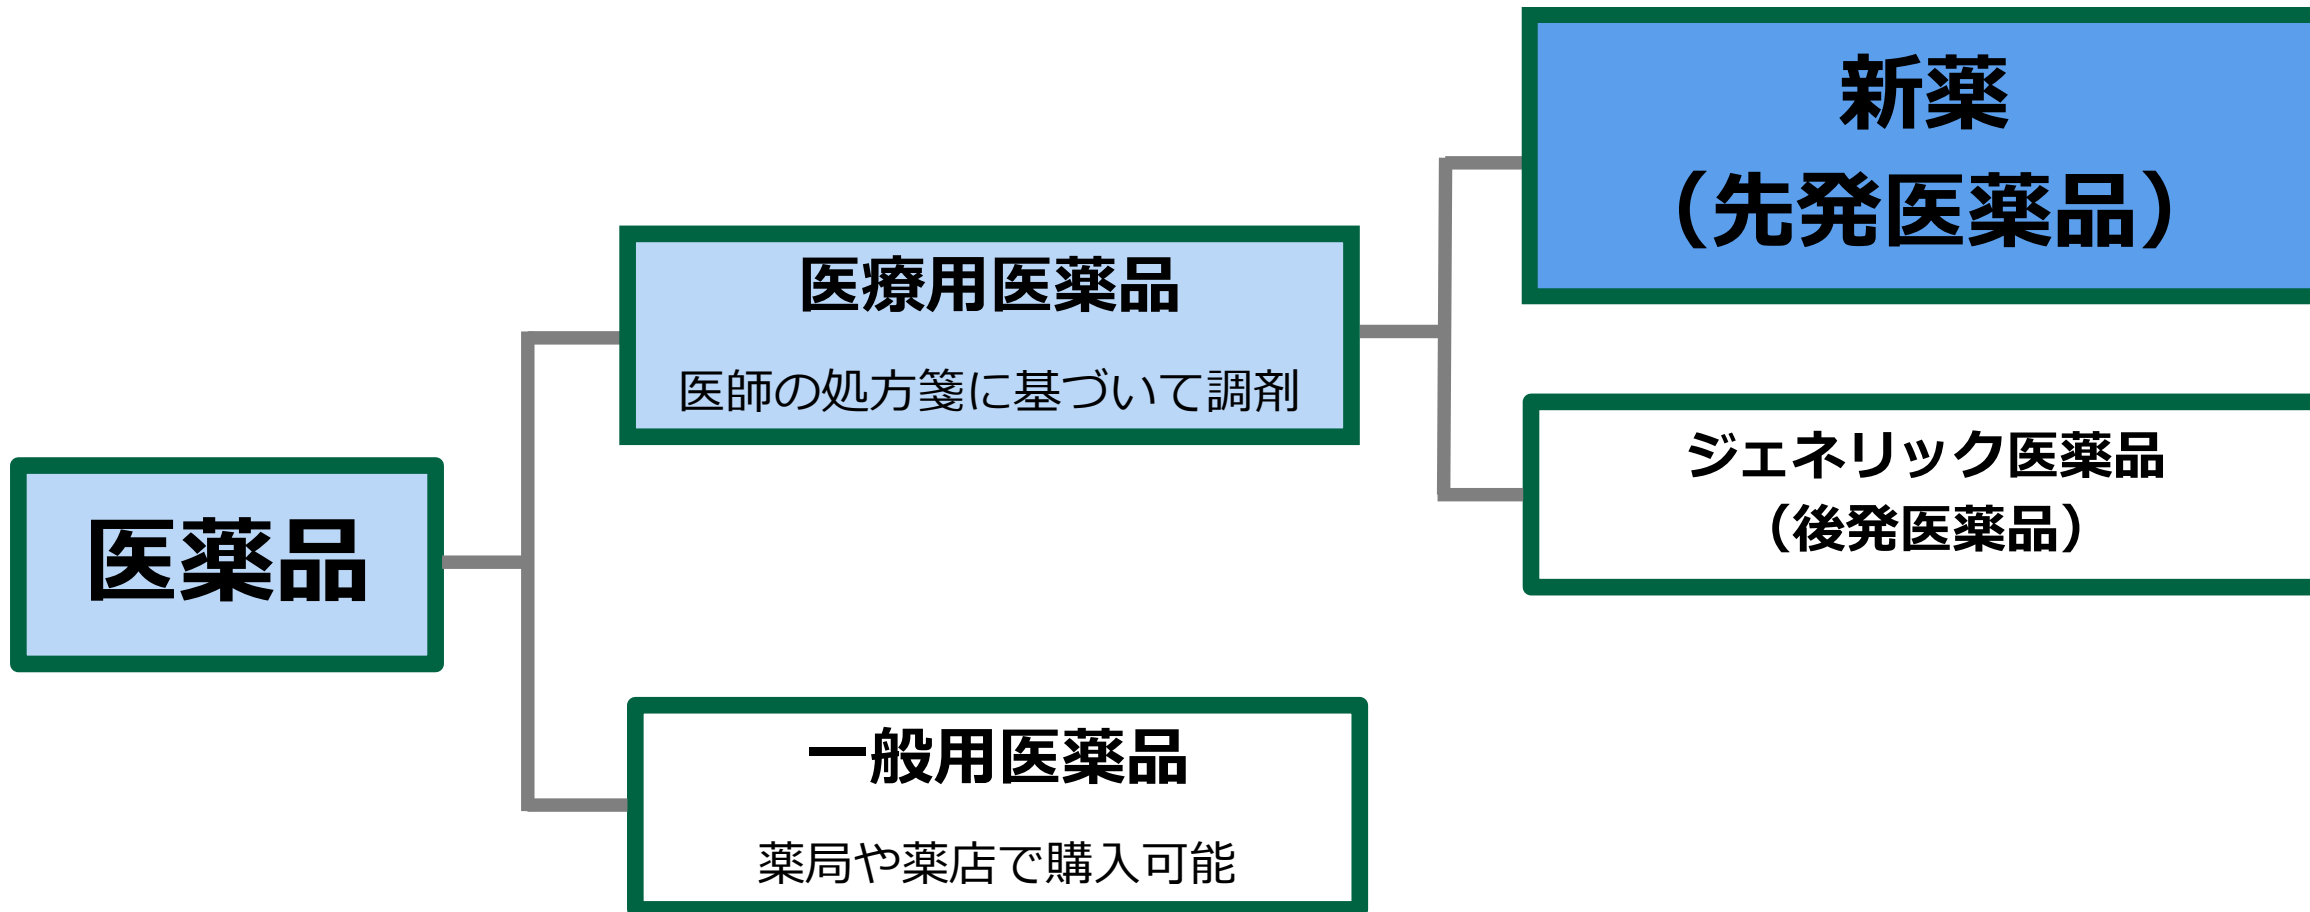 医薬品
医療用医薬品
医師の処方箋に基づいて調剤
一般用医薬品
薬局や薬店で購入可能
新薬
（先発医薬品）
ジェネリック医薬品
（後発医薬品）